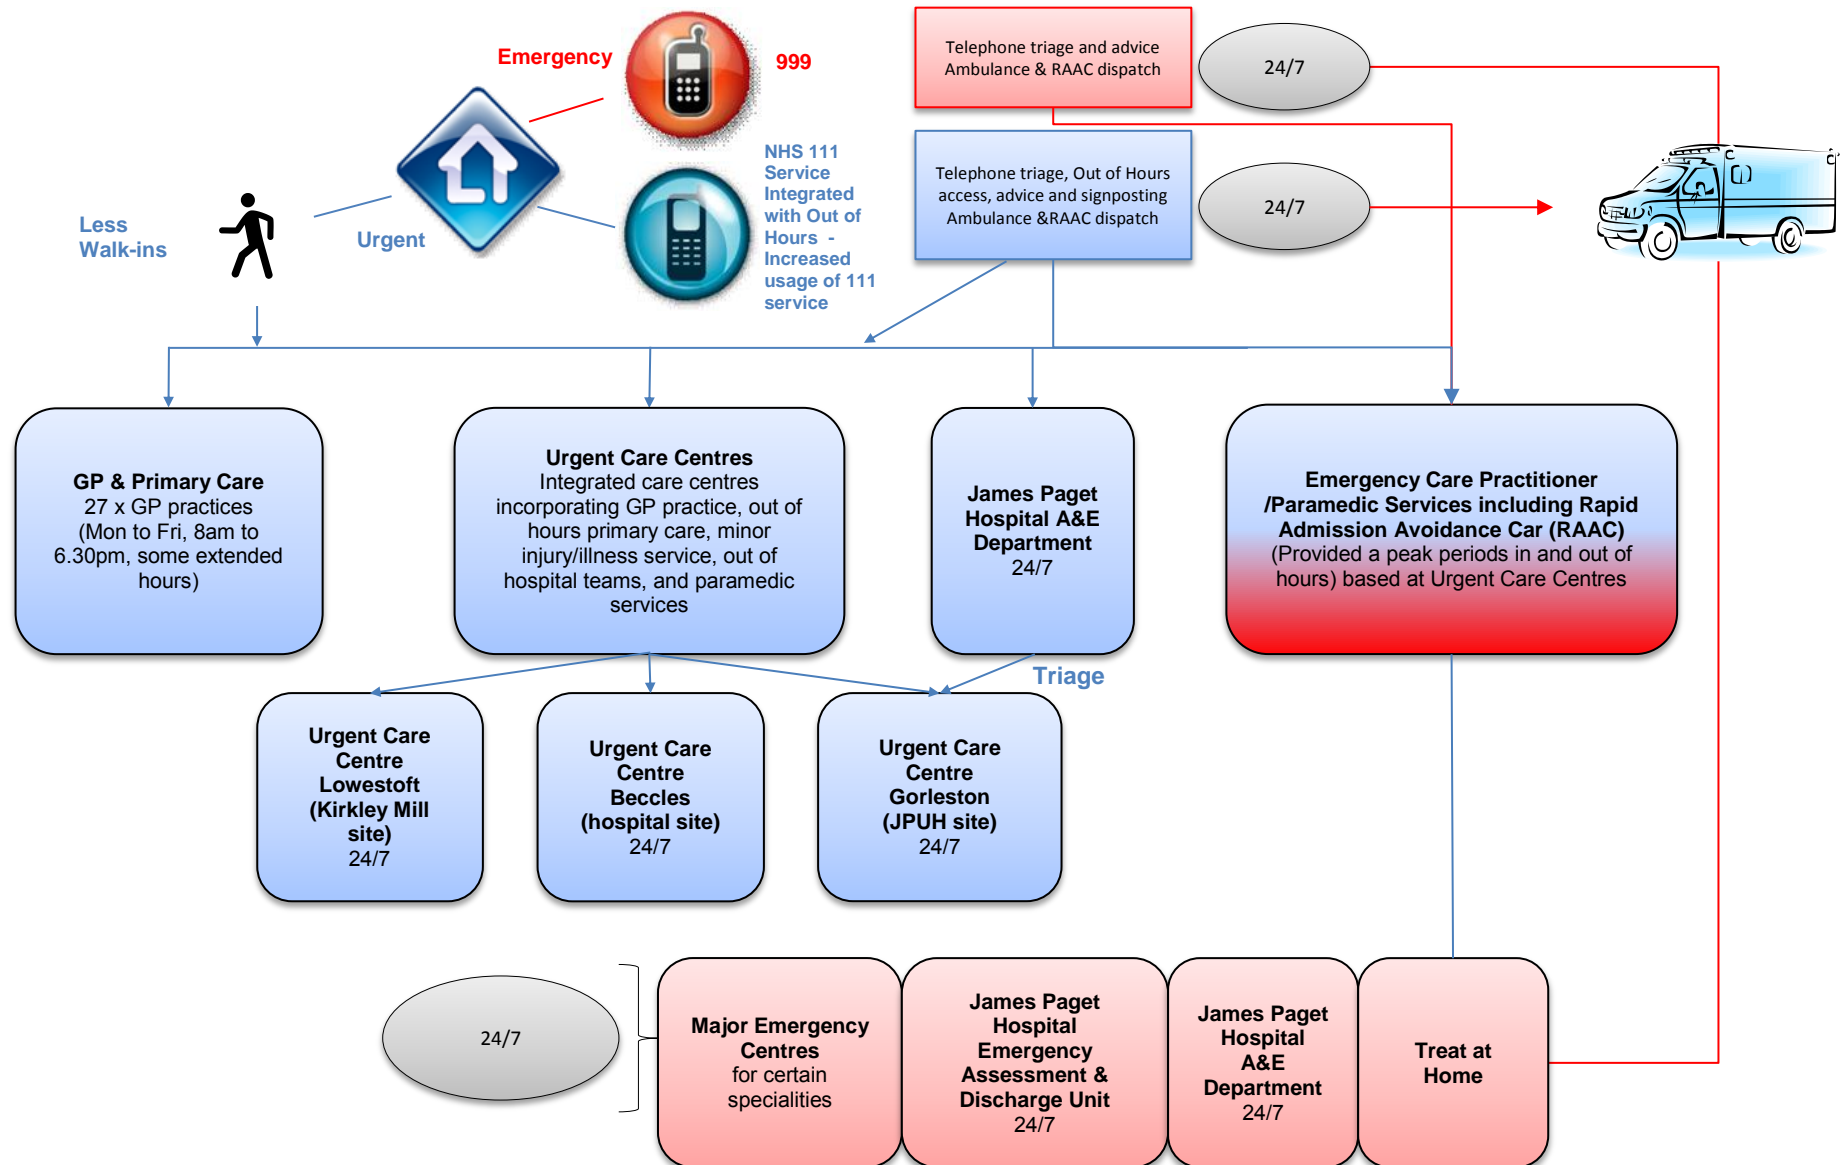 Emergency
999
Telephone triage and advice
Ambulance & RAAC dispatch
24/7
NHS 111
Service
Integrated
with Out of
Hours -
Increased
usage of 111
service
Telephone triage, Out of Hours
access, advice and signposting
Ambulance &RAAC dispatch
24/7
Less
Walk-ins
Urgent
GP & Primary Care
27 x GP practices
(Mon to Fri, 8am to
6.30pm, some extended
hours)
Urgent Care Centres
Integrated care centres
incorporating GP practice, out of
hours primary care, minor
injury/illness service, out of
hospital teams, and paramedic
services
James Paget
Hospital A&E
Department
24/7
Emergency Care Practitioner
/Paramedic Services including Rapid
Admission Avoidance Car (RAAC)
(Provided a peak periods in and out of
hours) based at Urgent Care Centres
Triage
Urgent Care
Centre
Lowestoft
(Kirkley Mill
site)
24/7
Urgent Care
Centre
Beccles
(hospital site)
24/7
Urgent Care
Centre
Gorleston
(JPUH site)
24/7
24/7
Major Emergency
Centres
for certain
specialities
James Paget
Hospital
Emergency
Assessment &
Discharge Unit
24/7
James Paget
Hospital
A&E
Department
24/7
Treat at
Home